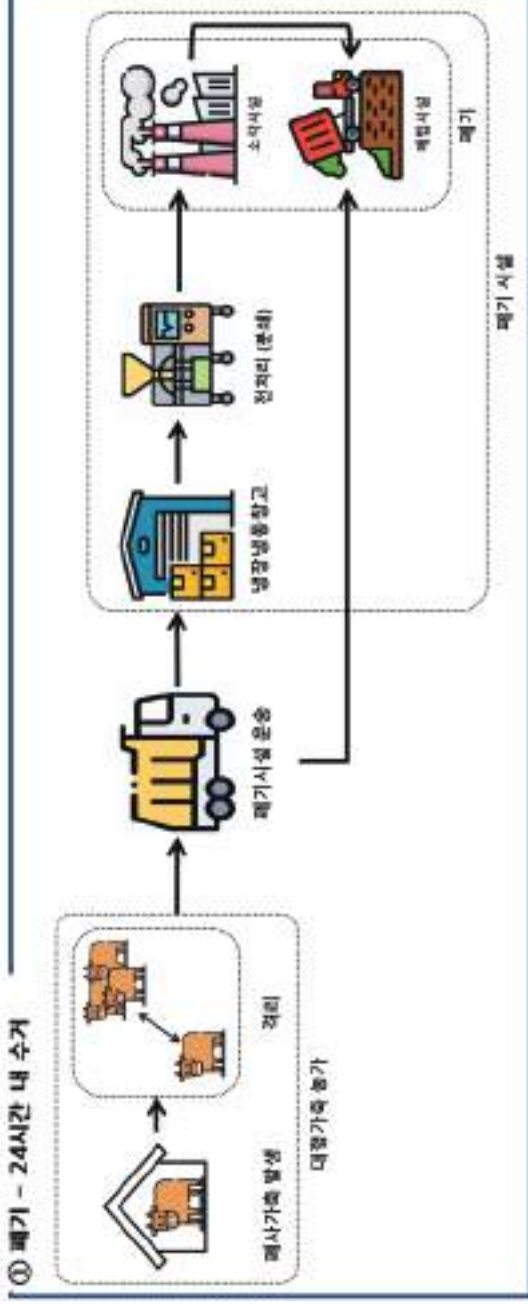 ① 폐기 - 24시간 내 수거
폐사가축 발생
격리
대형가축 농가
폐기시설 운송
냉장냉동창고
전처리 (분쇄)
소각시설
매립시설
폐기
폐기 시설